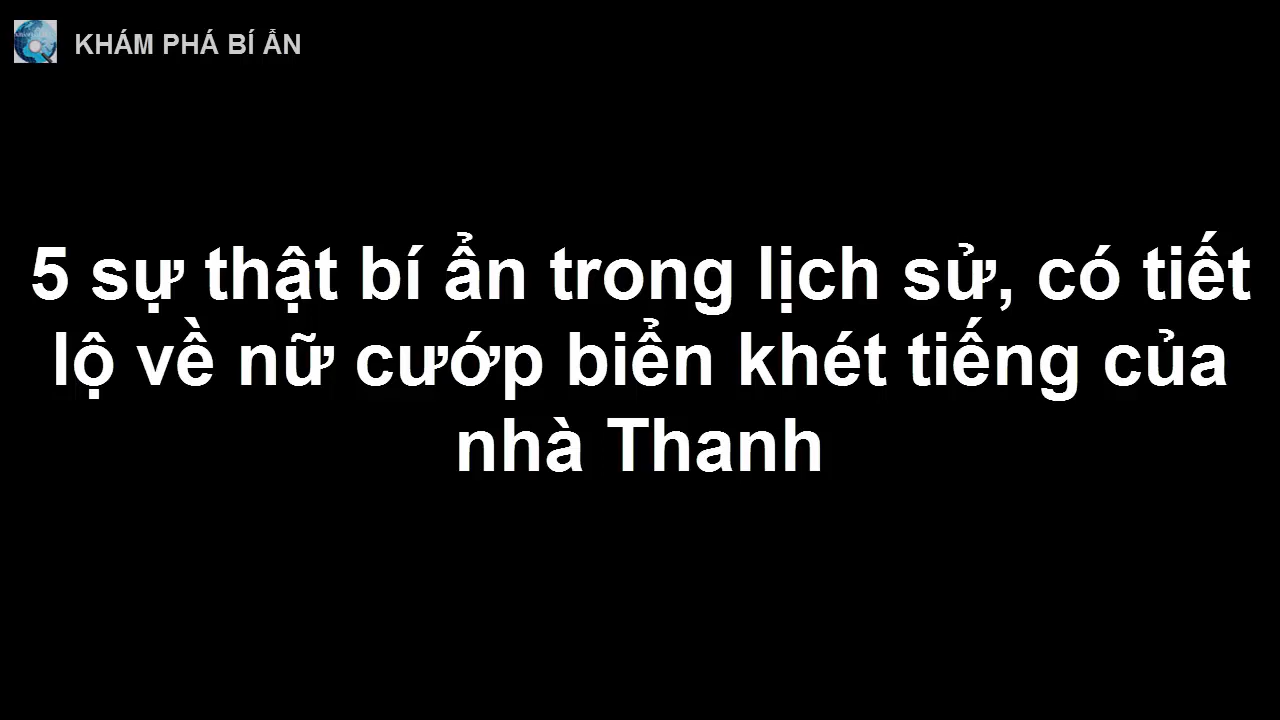 KHÁM PHÁ BÍ ẨN
5 sự thật bí ẩn trong lịch sử, có tiết
lộ về nữ cướp biển khét tiếng của
nhà Thanh